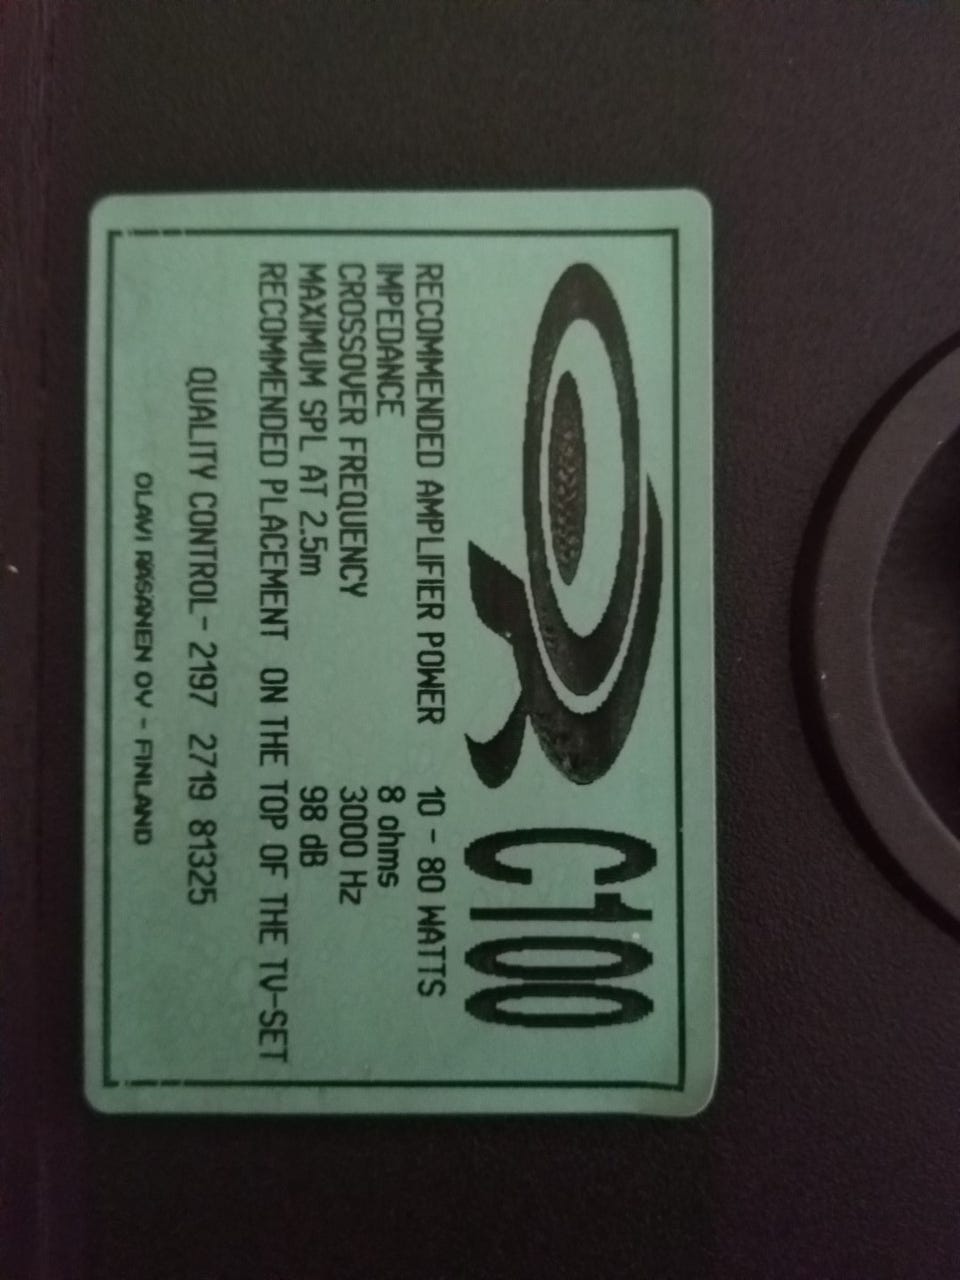 OR C100
RECOMMENDED AMPLIFIER POWER 10 - 80 WATTS
IMPEDANCE 8 ohms
CROSSOVER FREQUENCY 3000 Hz
MAXIMUM SPL AT 2.5m 98 dB
RECOMMENDED PLACEMENT ON THE TOP OF THE TV-SET
QUALITY CONTROL- 2197 2719 81325
OLAVI RÄSÄNEN OY - FINLAND